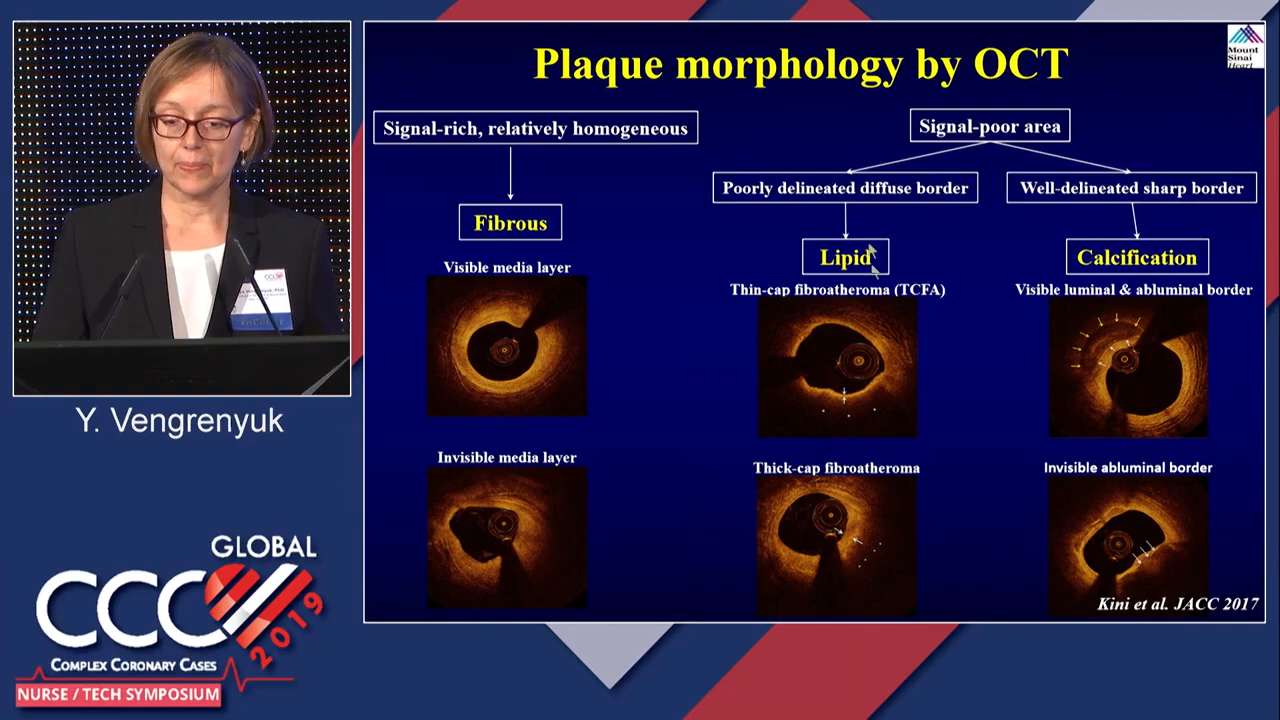 Plaque morphology by OCT
Mount
Sinai
Heart
Signal-rich, relatively homogeneous
Signal-poor area
Poorly delineated diffuse border
Well-delineated sharp border
Fibrous
Lipid
Calcification
Visible media layer
Thin-cap fibroatheroma (TCFA)
Visible luminal & abluminal border
Invisible media layer
Thick-cap fibroatheroma
Invisible abluminal border
Kini et al. JACC 2017
Y. Vengrenyuk
GLOBAL
CCC
2019
COMPLEX CORONARY CASES
NURSE / TECH SYMPOSIUM